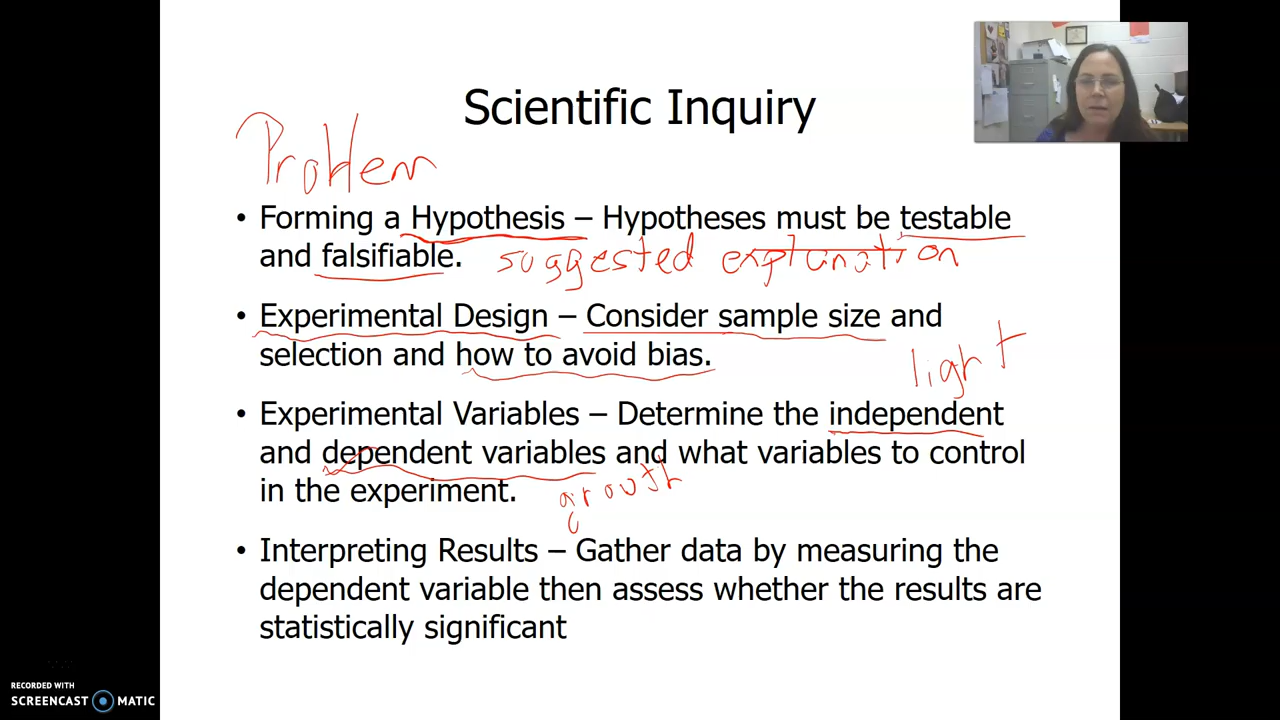 Scientific Inquiry
Problem
• Forming a Hypothesis – Hypotheses must be testable
and falsifiable.
suggested explanation
• Experimental Design – Consider sample size and
selection and how to avoid bias.
light
• Experimental Variables – Determine the independent
and dependent variables and what variables to control
in the experiment.
growth
• Interpreting Results – Gather data by measuring the
dependent variable then assess whether the results are
statistically significant
RECORDED WITH
SCREENCAST MATIC